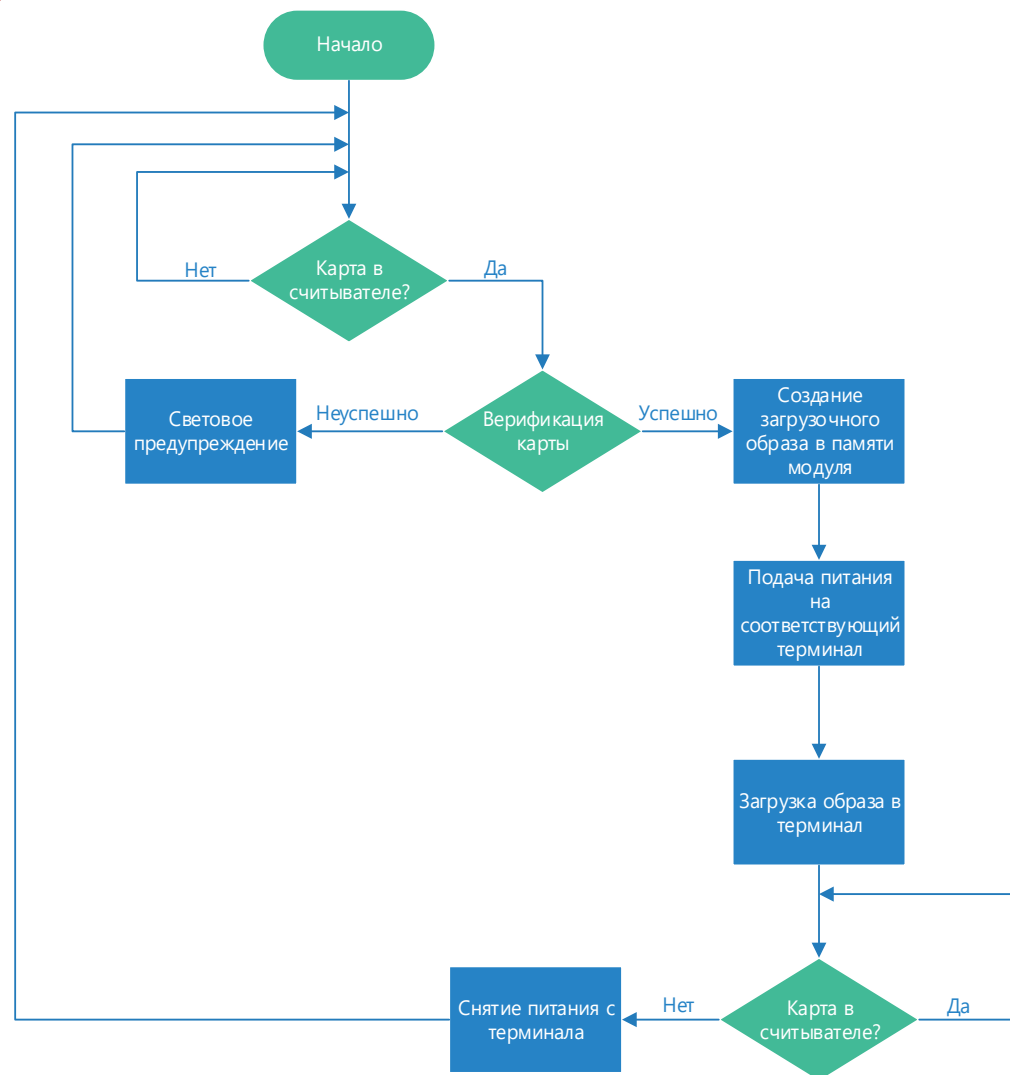 Начало
Нет
Карта в
считывателе?
Да
Световое
предупреждение
Неуспешно
Верификация
карты
Успешно
Создание
загрузочного
образа в памяти
модуля
Подача питания
на
соответствующий
терминал
Загрузка образа в
терминал
Снятие питания с
терминала
Нет
Карта в
считывателе?
Да